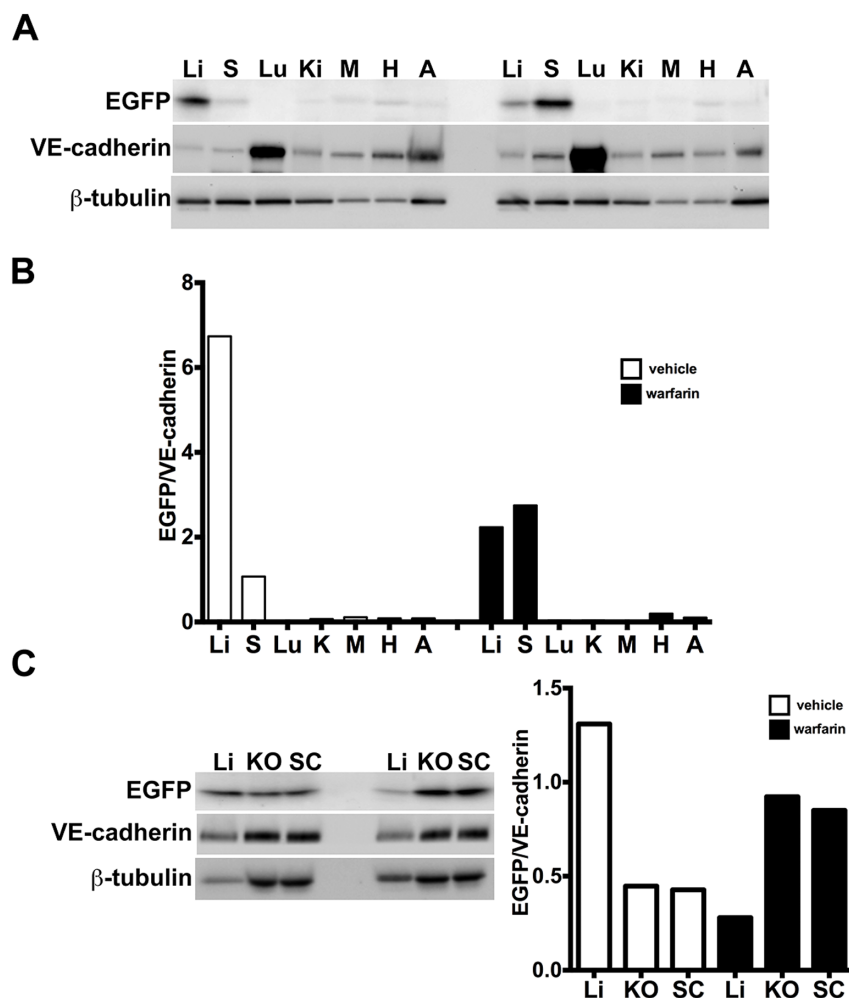 A
Li S Lu Ki M H A Li S Lu Ki M H A
EGFP
VE-cadherin
β-tubulin
B
8
6
4
2
0
EGFP/VE-cadherin
vehicle
warfarin
Li S Lu K M H A Li S Lu K M H A
C
Li KO SC Li KO SC
EGFP
VE-cadherin
β-tubulin
1.5
1.0
0.5
0.0
EGFP/VE-cadherin
vehicle
warfarin
Li KO SC Li KO SC